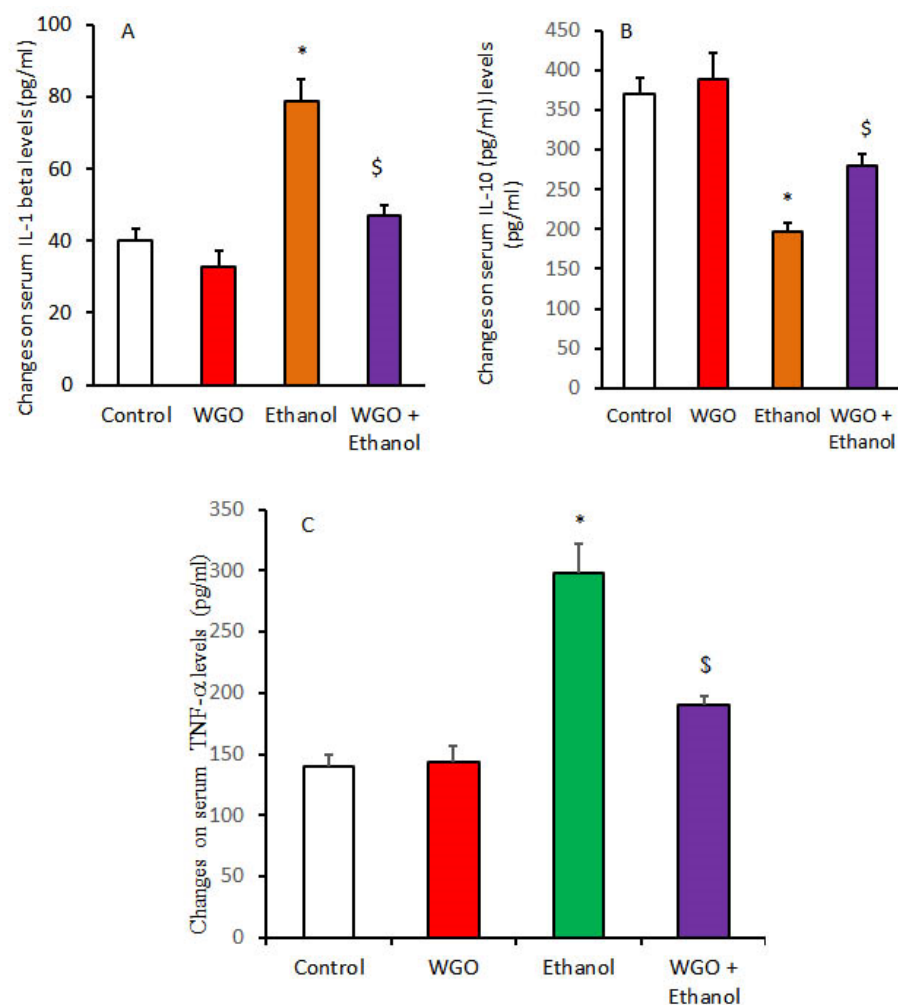 A
Changes on serum IL-1 beta levels (pg/ml)
100
80
60
40
20
0
*
$
Control
WGO
Ethanol
WGO +
Ethanol
B
Changes on serum IL-10 (pg/ml) levels
(pg/ml)
450
400
350
300
250
200
150
100
50
0
*
$
Control
WGO
Ethanol
WGO +
Ethanol
C
Changes on serum TNF-α levels (pg/ml)
350
300
250
200
150
100
50
0
*
$
Control
WGO
Ethanol
WGO +
Ethanol